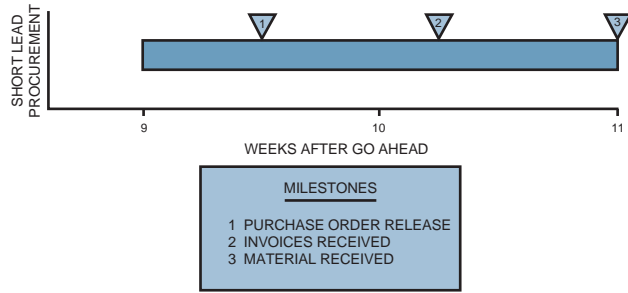 SHORT LEAD
PROCUREMENT
1
2
3
9
10
11
WEEKS AFTER GO AHEAD
MILESTONES
1 PURCHASE ORDER RELEASE
2 INVOICES RECEIVED
3 MATERIAL RECEIVED